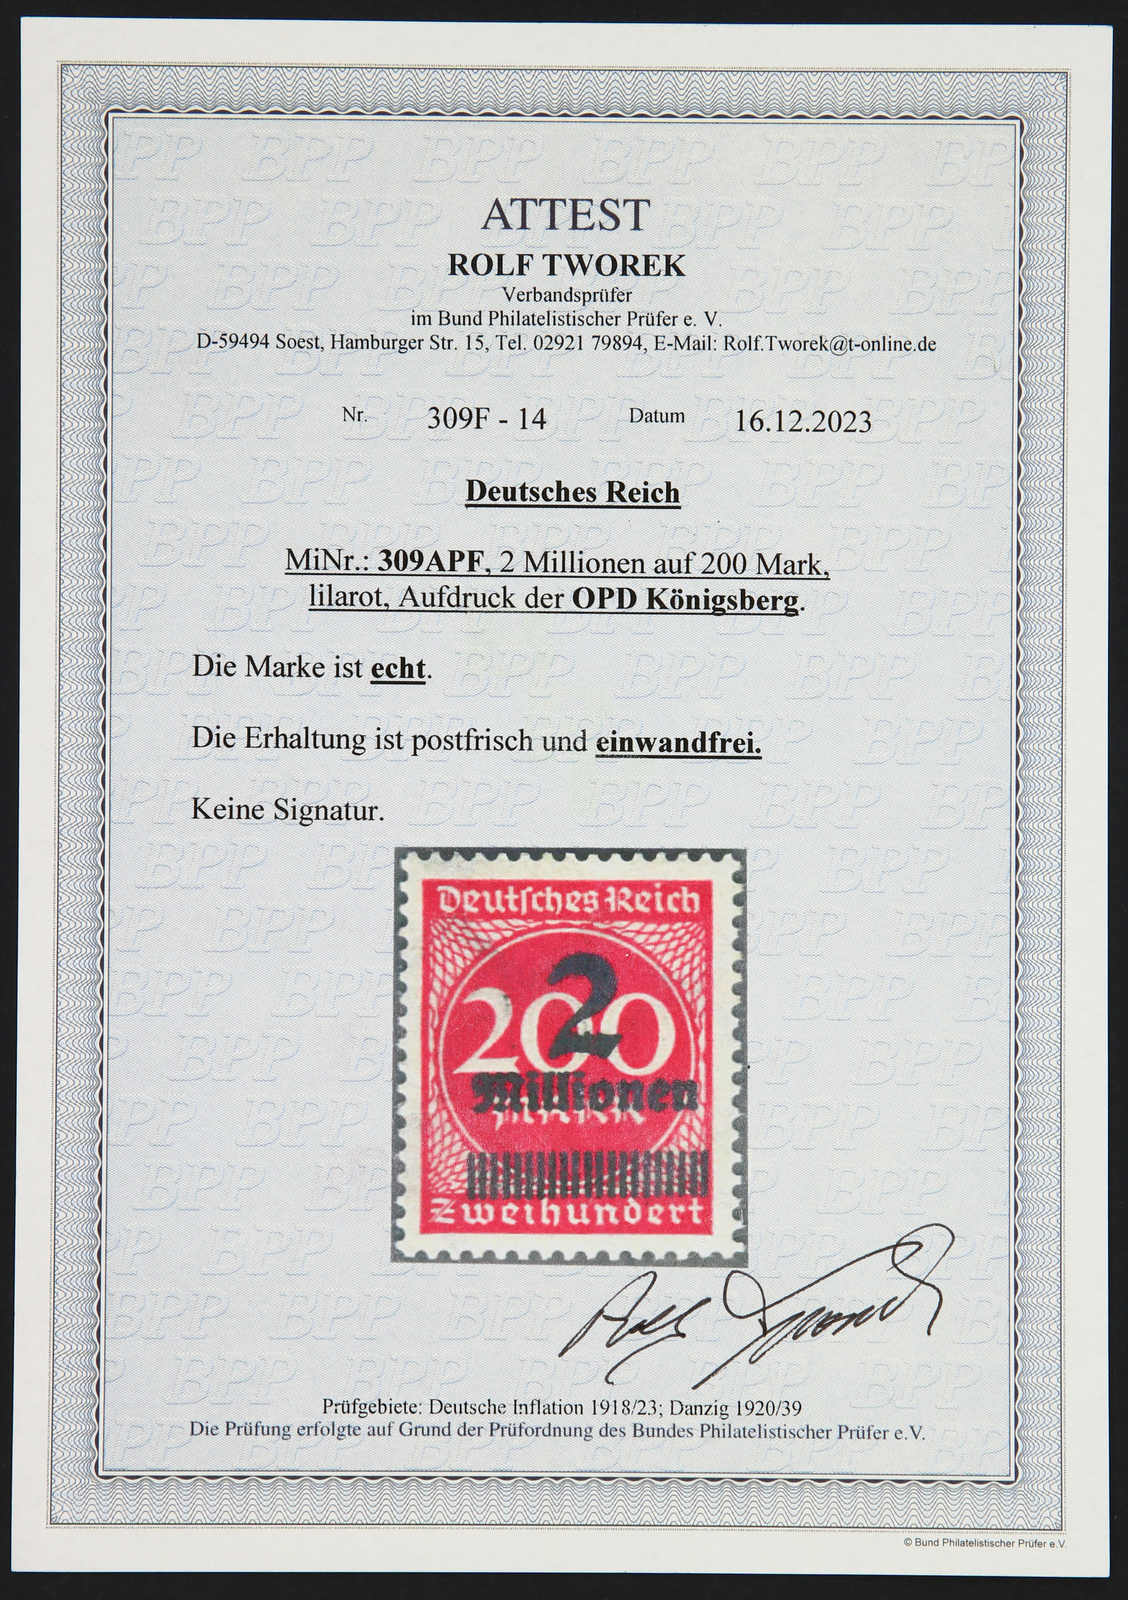 ATTEST
ROLF TWOREK
Verbandsprüfer
im Bund Philatelistischer Prüfer e. V.
D-59494 Soest, Hamburger Str. 15, Tel. 02921 79894, E-Mail: Rolf.Tworek@t-online.de
Nr. 309F - 14 Datum 16.12.2023
Deutsches Reich
MiNr.: 309APF, 2 Millionen auf 200 Mark,
lilarot, Aufdruck der OPD Königsberg.
Die Marke ist echt.
Die Erhaltung ist postfrisch und einwandfrei.
Keine Signatur.
Deutsches Reich
200
2
Millionen
MARK
Zweihundert
Rolf Tworek
Prüfgebiete: Deutsche Inflation 1918/23; Danzig 1920/39
Die Prüfung erfolgte auf Grund der Prüfordnung des Bundes Philatelistischer Prüfer e.V.
© Bund Philatelistischer Prüfer e.V.